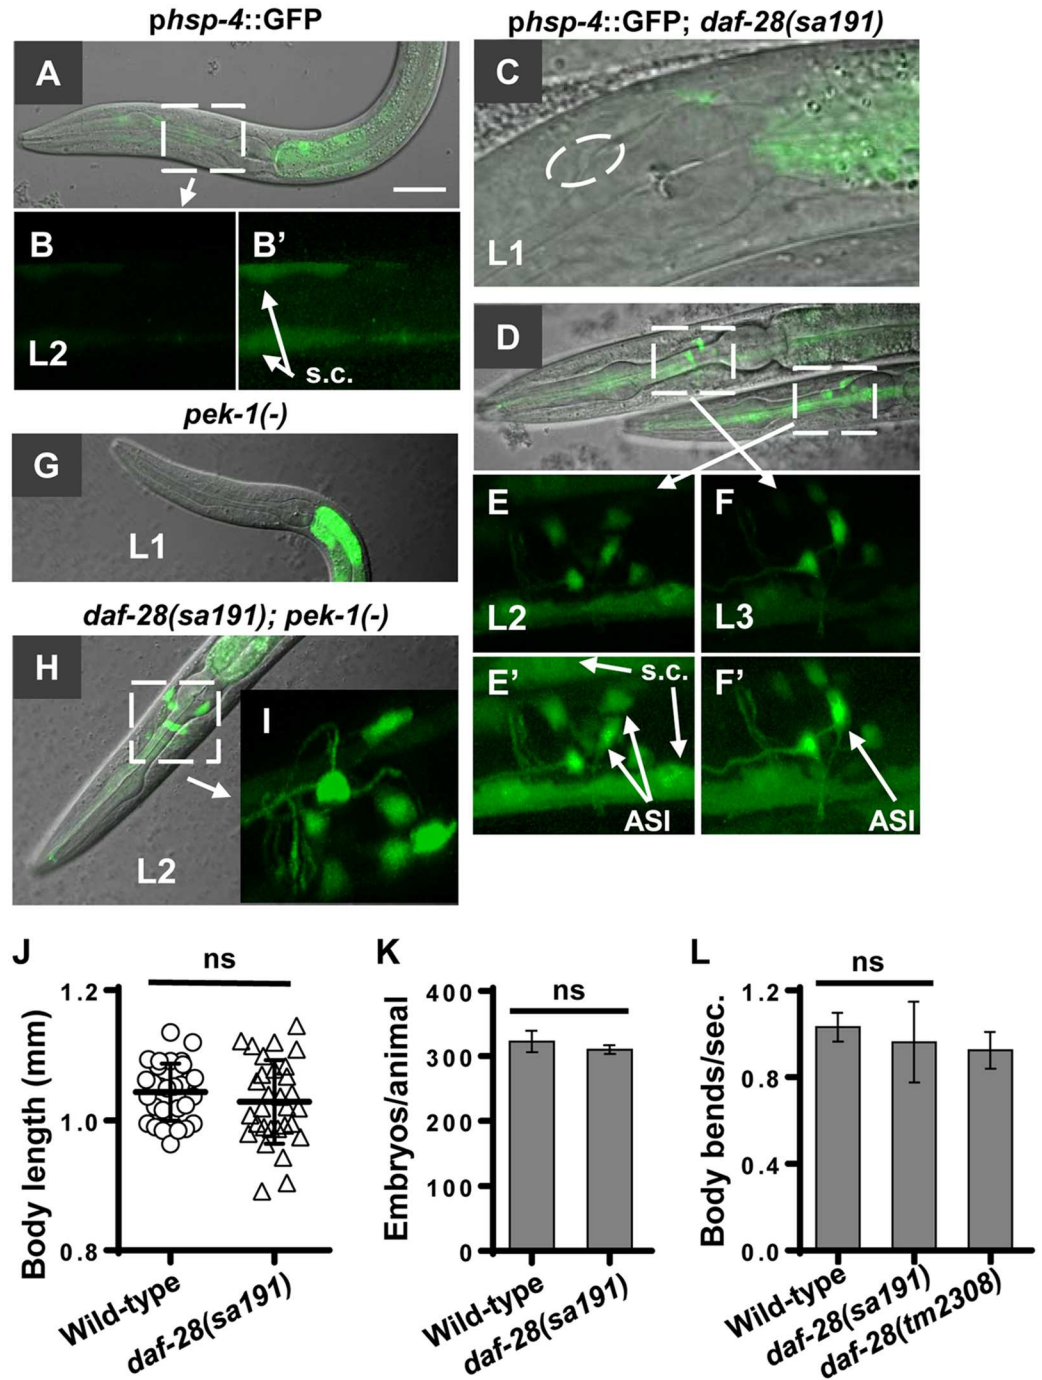 phsp-4::GFP
phsp-4::GFP; daf-28(sa191)
A
C
L1
B
B’
L2
s.c.
D
pek-1(-)
G
L1
E
F
L2
L3
daf-28(sa191); pek-1(-)
H
I
L2
E’
s.c.
F’
ASI
ASI
J
ns
Body length (mm)
1.2
1.0
0.8
Wild-type
daf-28(sa191)
K
ns
Embryos/animal
400
300
200
100
0
Wild-type
daf-28(sa191)
L
ns
Body bends/sec.
1.2
0.8
0.4
0.0
Wild-type
daf-28(sa191)
daf-28(tm2308)